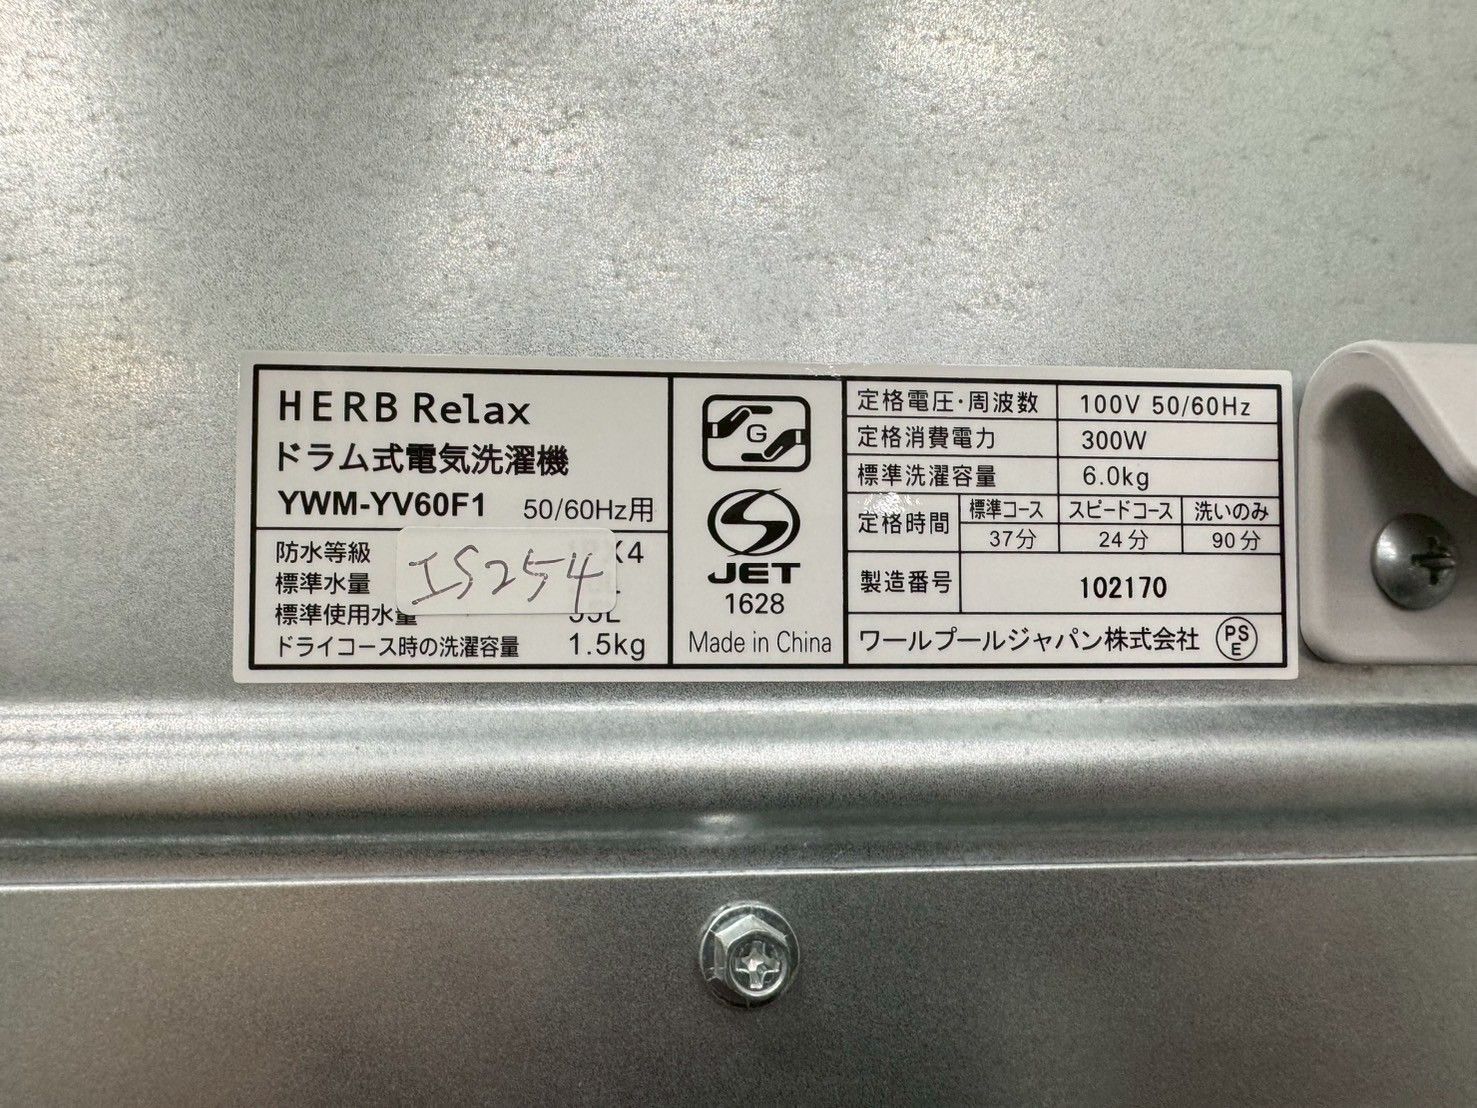 HERB Relax
ドラム式電気洗濯機
YWM-YV60F1 50/60Hz用
防水等級 X4
標準水量
標準使用水量
ドライコース時の洗濯容量 1.5kg
IS254
G
JET
1628
Made in China
定格電圧・周波数 100V 50/60Hz
定格消費電力 300W
標準洗濯容量 6.0kg
定格時間 標準コース スピードコース 洗いのみ
37分 24分 90分
製造番号 102170
ワールプールジャパン株式会社 PSE